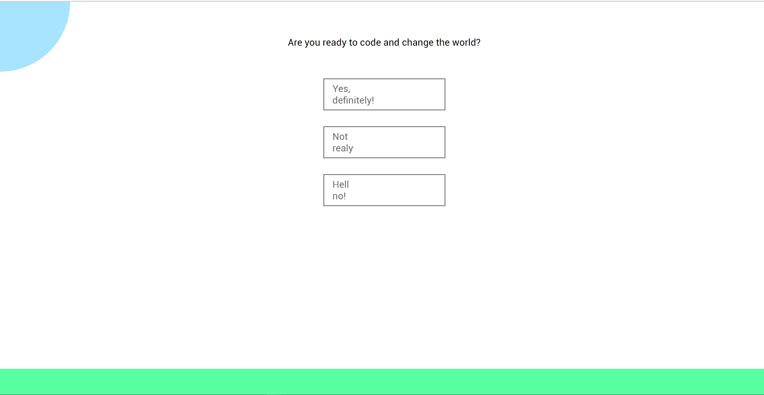 Are you ready to code and change the world?
Yes,
definitely!
Not
realy
Hell
no!